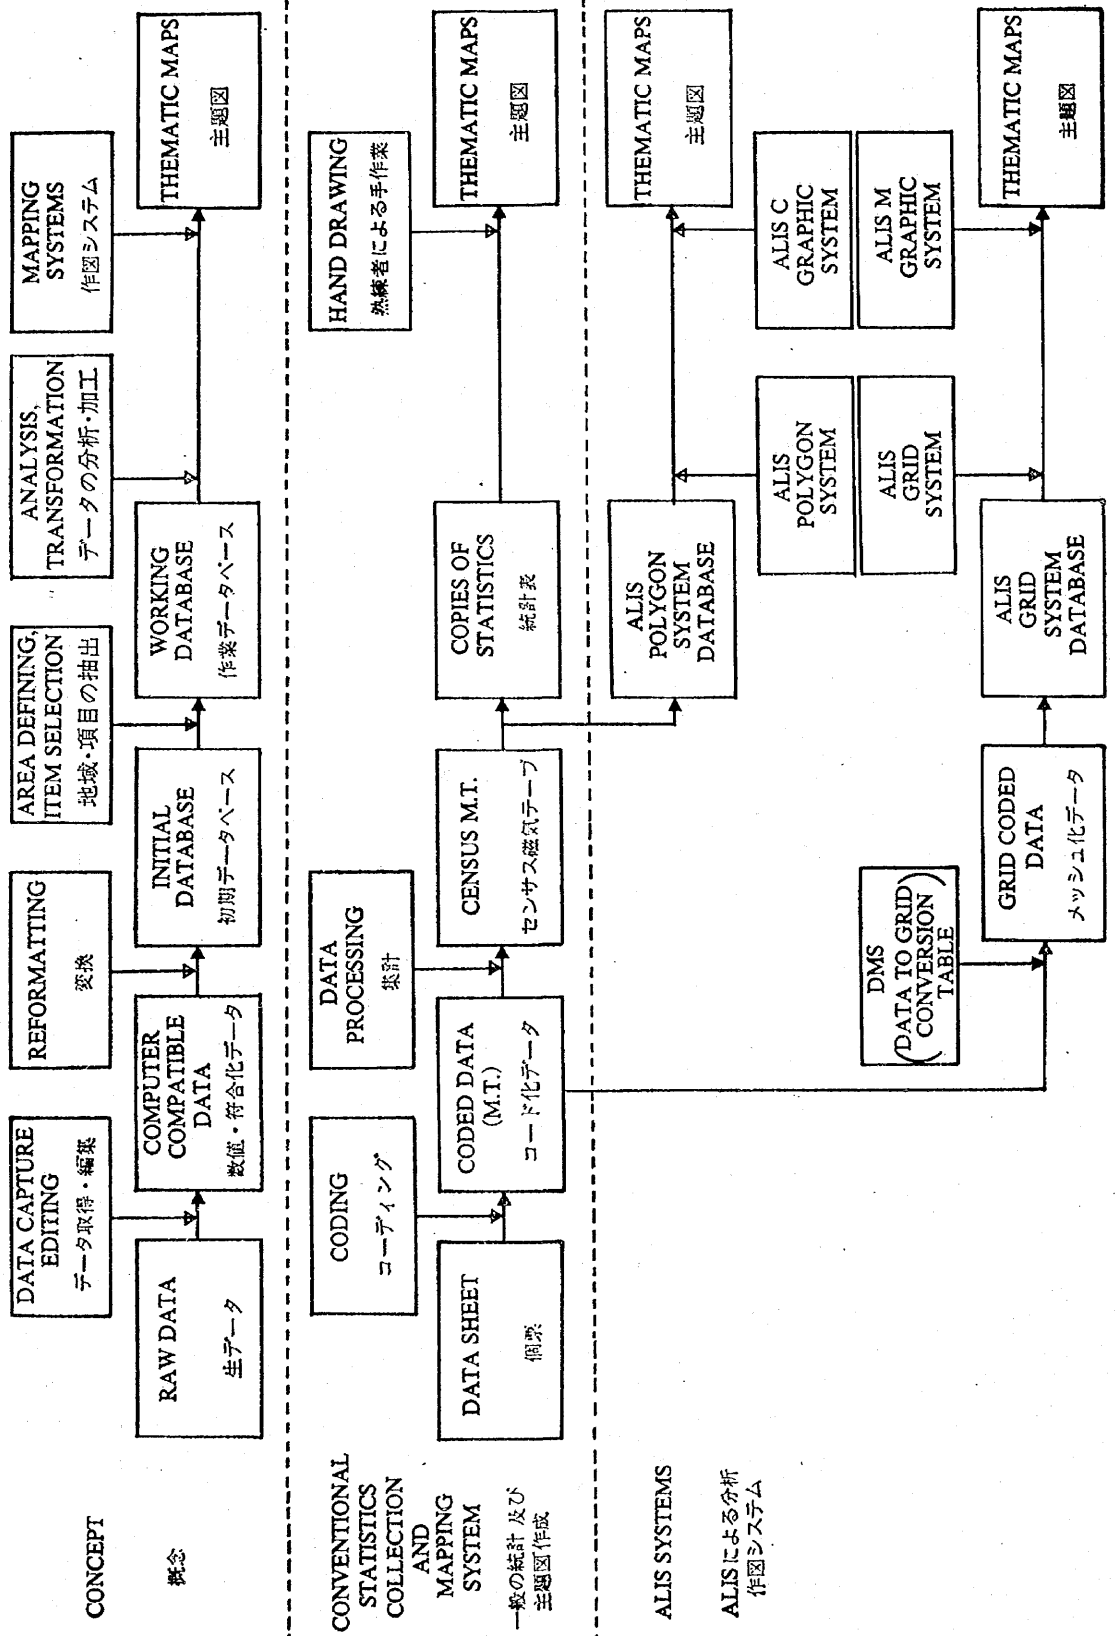 CONCEPT
概念
DATA CAPTURE
EDITING
データ取得・編集
REFORMATTING
変換
AREA DEFINING,
ITEM SELECTION
地域・項目の抽出
ANALYSIS,
TRANSFORMATION
データの分析・加工
MAPPING
SYSTEMS
作図システム
RAW DATA
生データ
COMPUTER
COMPATIBLE
DATA
数値・符合化データ
INITIAL
DATABASE
初期データベース
WORKING
DATABASE
作業データベース
THEMATIC MAPS
主題図
CONVENTIONAL
STATISTICS
COLLECTION
AND
MAPPING
SYSTEM
一般の統計 及び
主題図作成
CODING
コーディング
DATA
PROCESSING
集計
HAND DRAWING
熟練者による手作業
DATA SHEET
個票
CODED DATA
(M.T.)
コード化データ
CENSUS M.T.
センサス磁気テープ
COPIES OF
STATISTICS
統計表
THEMATIC MAPS
主題図
ALIS SYSTEMS
ALISによる分析
作図システム
ALIS
POLYGON
SYSTEM
DATABASE
THEMATIC MAPS
主題図
ALIS
POLYGON
SYSTEM
ALIS C
GRAPHIC
SYSTEM
DMS
(DATA TO GRID
CONVERSION)
TABLE
ALIS
GRID
SYSTEM
ALIS M
GRAPHIC
SYSTEM
GRID CODED
DATA
メッシュ化データ
ALIS
GRID
SYSTEM
DATABASE
THEMATIC MAPS
主題図